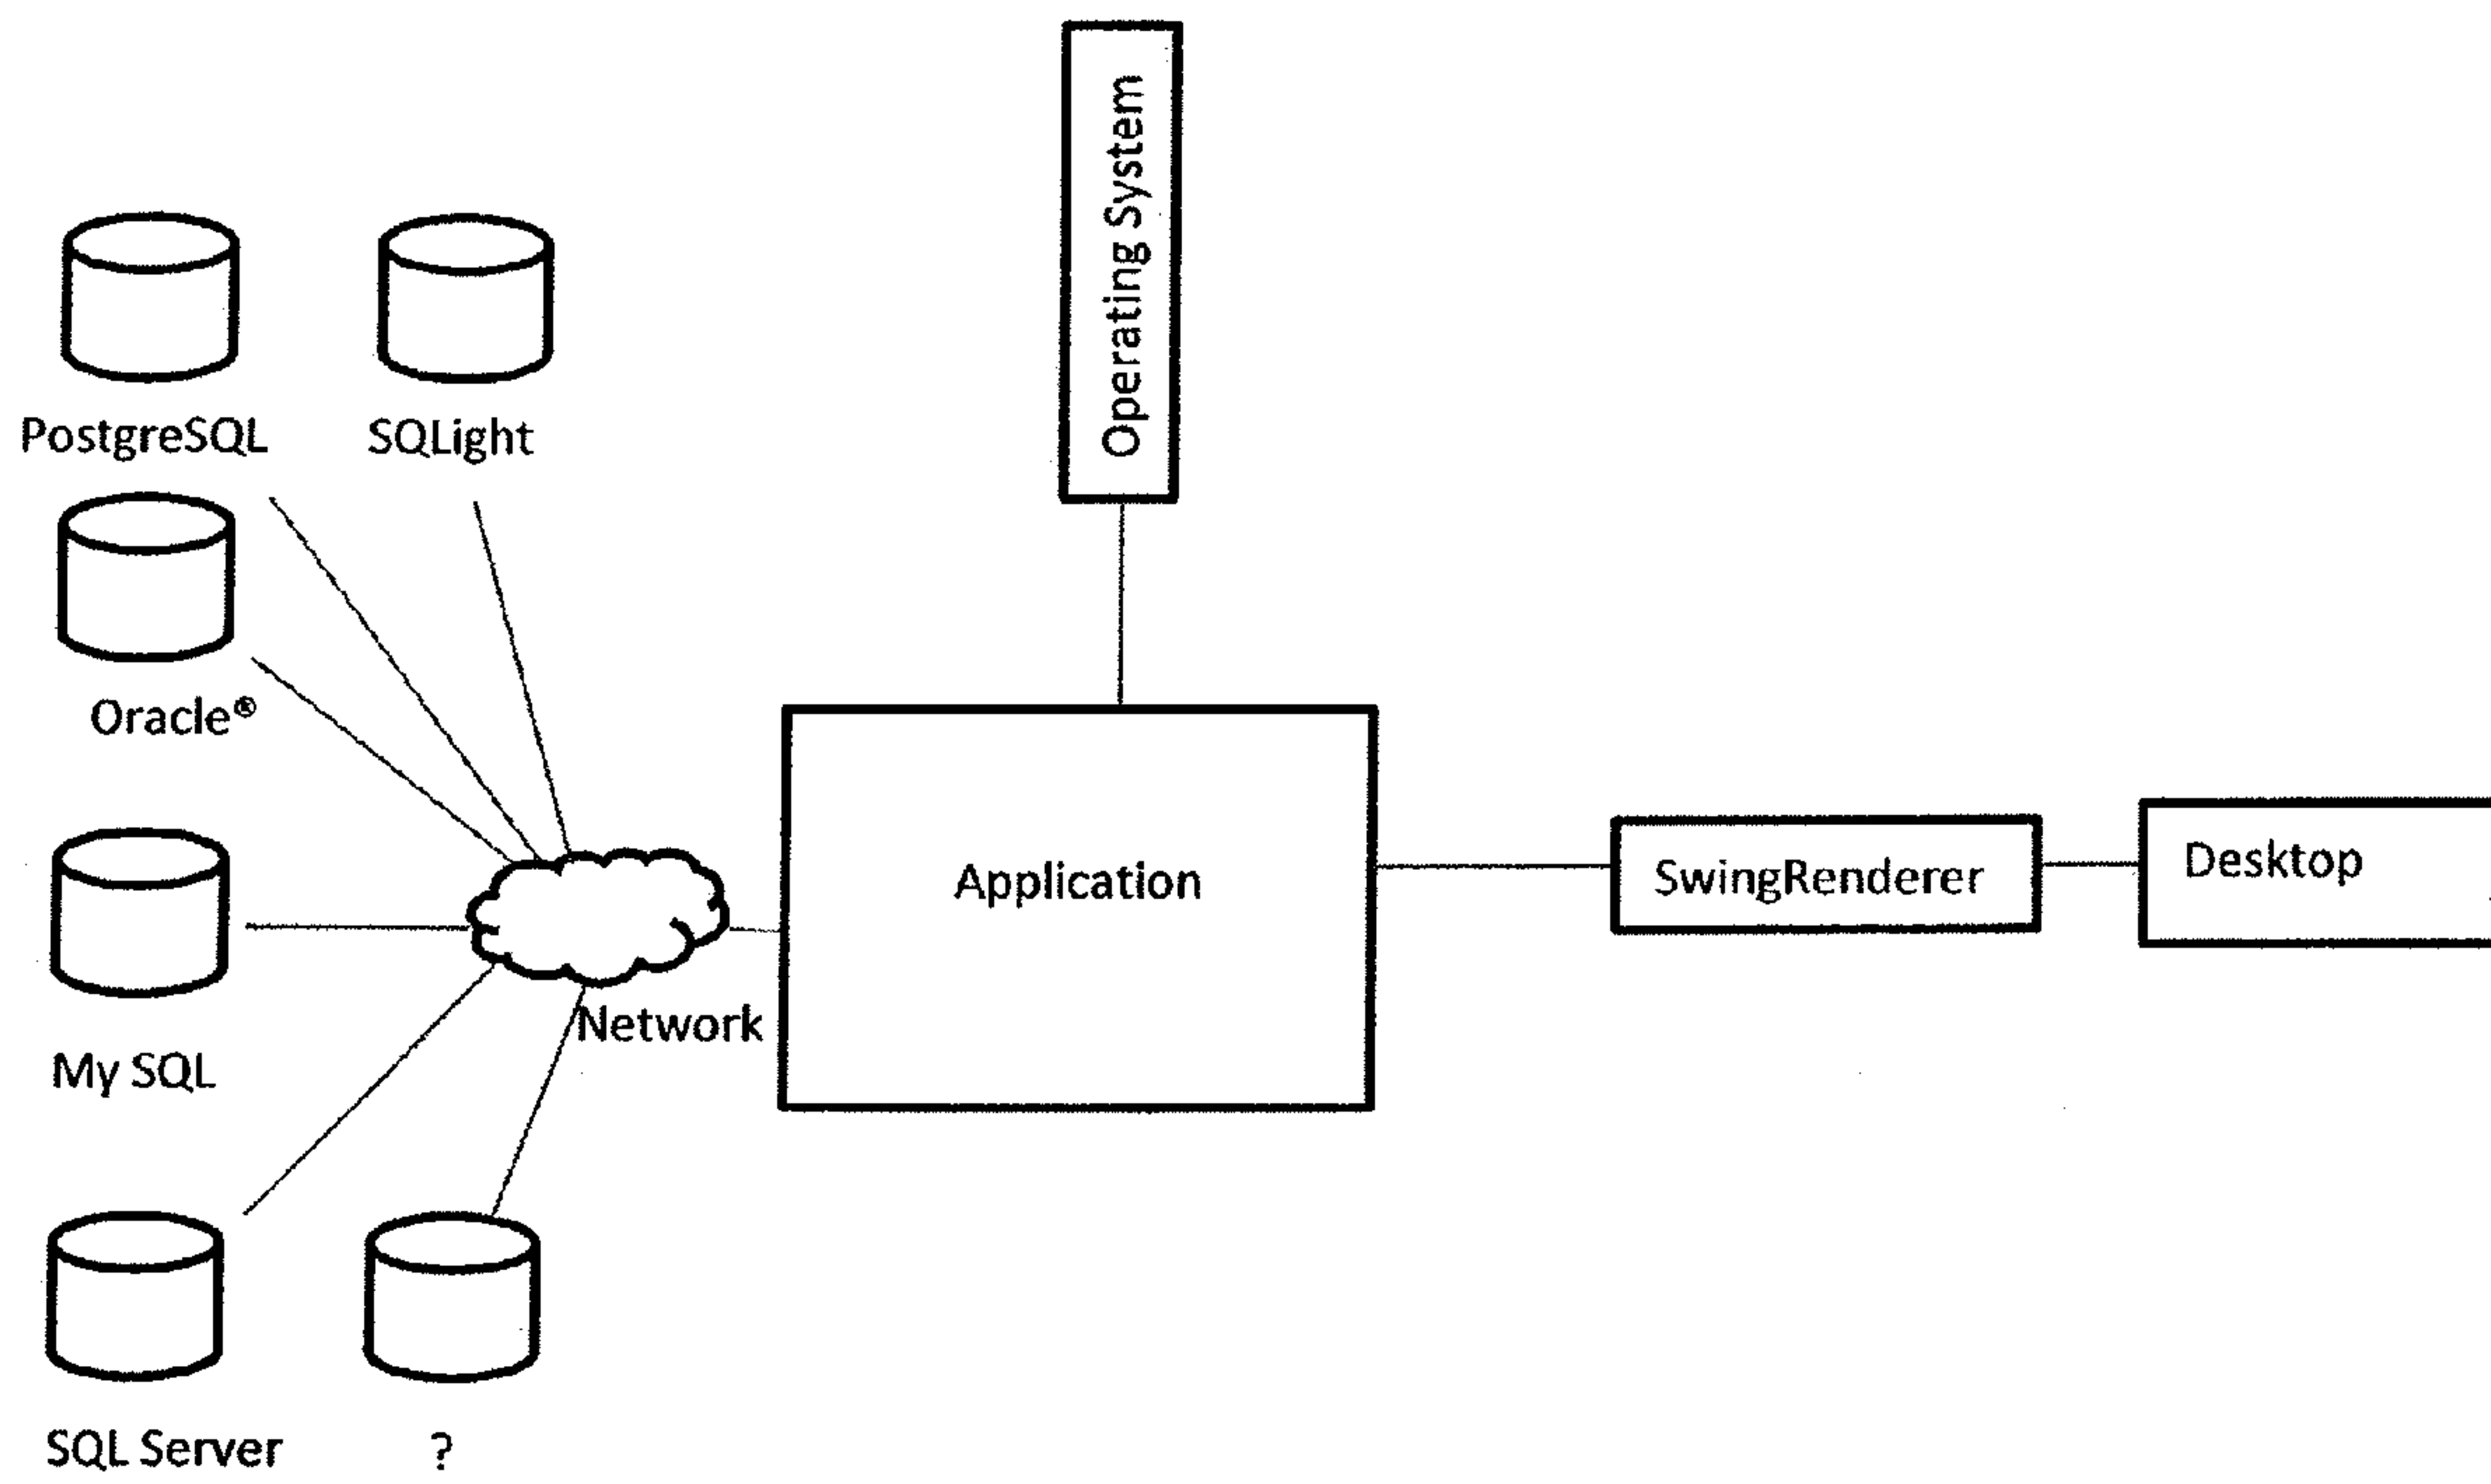 Operating System
PostgreSQL
SQLight
Oracle®
Application
SwingRenderer
Desktop
Network
My SQL
SQL Server
?